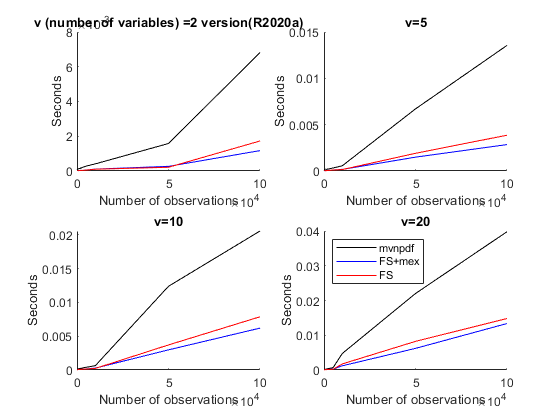 v (number of variables) =2 version(R2020a)
×10-3
8
6
4
2
0
Seconds
0
5
10
×10^4
Number of observations
v=5
0.015
0.01
0.005
0
Seconds
0
5
10
×10^4
Number of observations
v=10
0.02
0.015
0.01
0.005
0
Seconds
0
5
10
×10^4
Number of observations
v=20
0.04
0.03
0.02
0.01
0
Seconds
mvnpdf
FS+mex
FS
0
5
10
×10^4
Number of observations